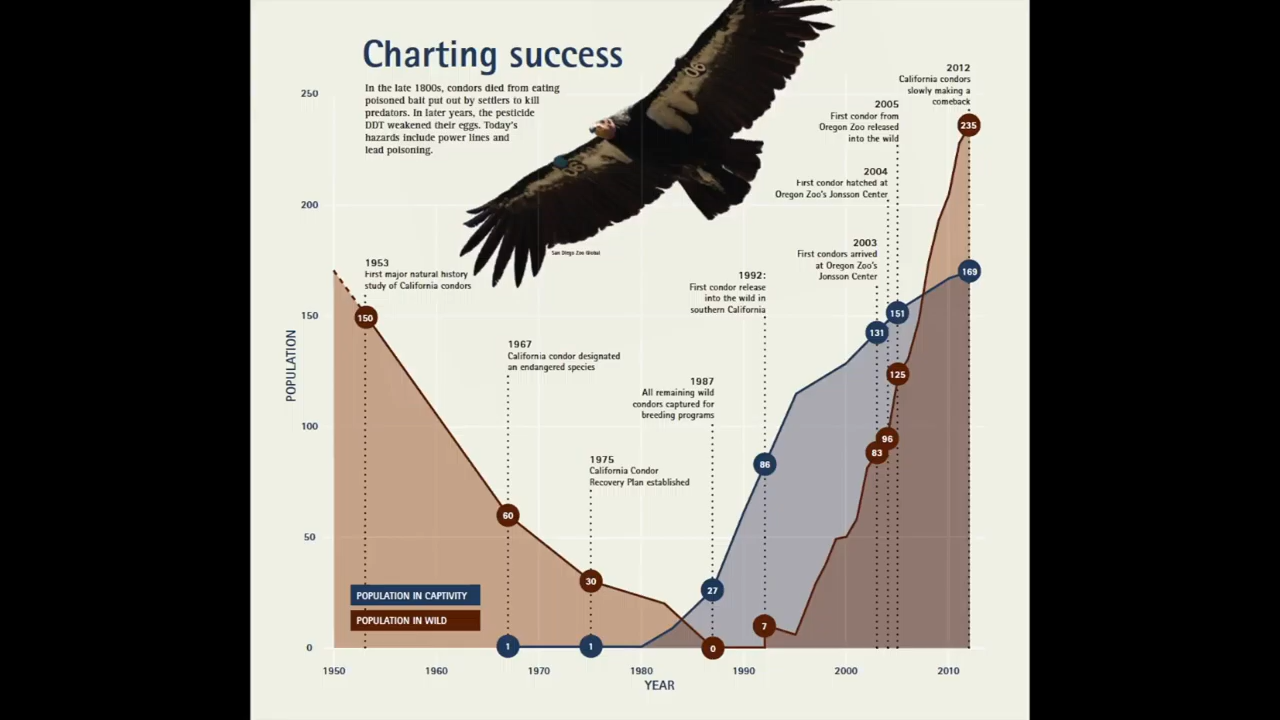 Charting success
In the late 1800s, condors died from eating
poisoned bait put out by settlers to kill
predators. In later years, the pesticide
DDT weakened their eggs. Today's
hazards include power lines and
lead poisoning.
San Diego Zoo Global
2012
California condors
slowly making a
comeback
2005
First condor from
Oregon Zoo released
into the wild
2004
First condor hatched at
Oregon Zoo's Jonsson Center
2003
First condors arrived
at Oregon Zoo's
Jonsson Center
1992:
First condor release
into the wild in
southern California
1953
First major natural history
study of California condors
1967
California condor designated
an endangered species
1987
All remaining wild
condors captured for
breeding programs
1975
California Condor
Recovery Plan established
POPULATION
250
200
150
100
50
0
150
60
30
0
7
83
96
125
235
1
1
27
86
131
151
169
POPULATION IN CAPTIVITY
POPULATION IN WILD
1950
1960
1970
1980
1990
2000
2010
YEAR